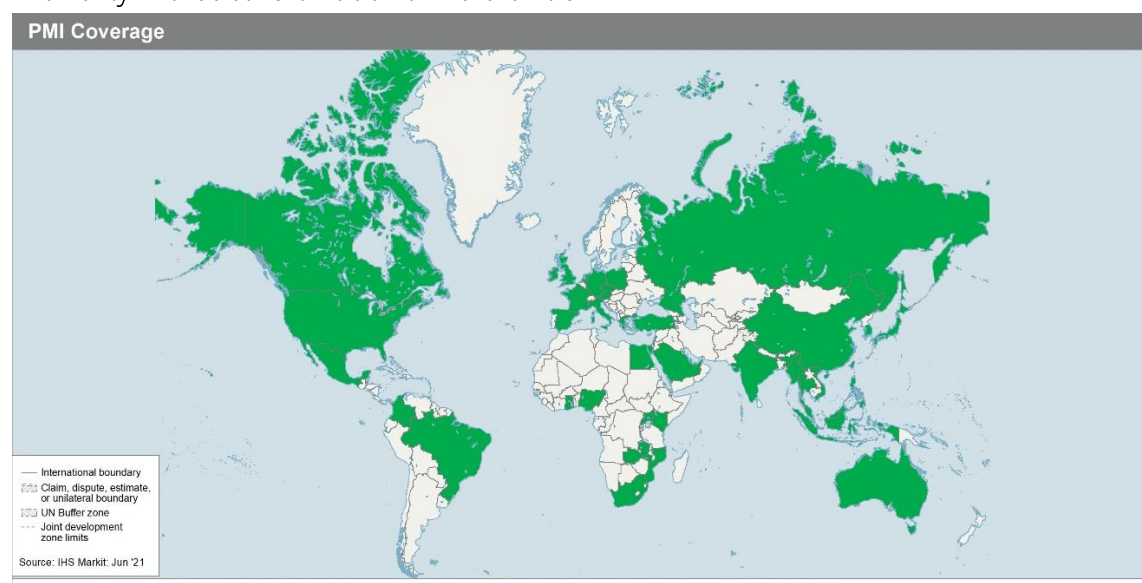 PMI Coverage
International boundary
Claim, dispute, estimate,
or unilateral boundary
UN Buffer zone
Joint development
zone limits
Source: IHS Markit: Jun '21